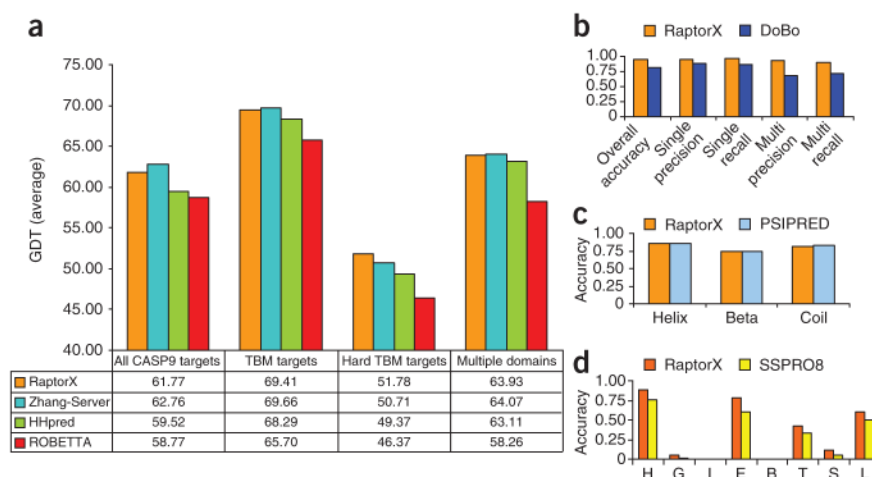 a
GDT (average)
75.00
70.00
65.00
60.00
55.00
50.00
45.00
40.00
All CASP9 targets TBM targets Hard TBM targets Multiple domains
RaptorX 61.77 69.41 51.78 63.93
Zhang-Server 62.76 69.66 50.71 64.07
HHpred 59.52 68.29 49.37 63.11
ROBETTA 58.77 65.70 46.37 58.26
b
RaptorX DoBo
1.00
0.75
0.50
0.25
0
Overall accuracy
Single precision
Single recall
Multi precision
Multi recall
c
RaptorX PSIPRED
Accuracy
1.00
0.75
0.50
0.25
0
Helix Beta Coil
d
RaptorX SSPRO8
Accuracy
1.00
0.75
0.50
0.25
0
H G I E B T S L